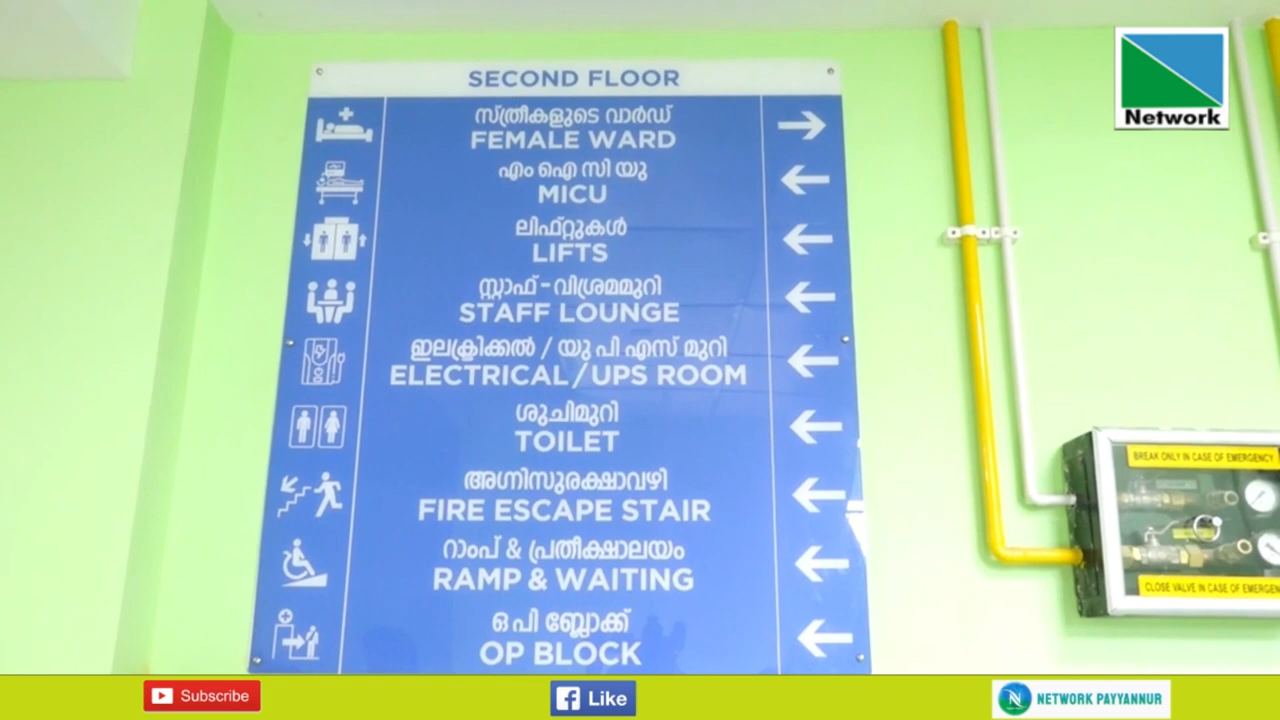 SECOND FLOOR
സ്ത്രീകളുടെ വാർഡ്
FEMALE WARD
എം ഐ സി യു
MICU
ലിഫ്റ്റുകൾ
LIFTS
സ്റ്റാഫ് - വിശ്രമമുറി
STAFF LOUNGE
ഇലക്ട്രിക്കൽ / യു പി എസ് മുറി
ELECTRICAL / UPS ROOM
ശുചിമുറി
TOILET
അഗ്നിസുരക്ഷാവഴി
FIRE ESCAPE STAIR
റാംപ് & പ്രതീക്ഷാലയം
RAMP & WAITING
ഒ പി ബ്ലോക്ക്
OP BLOCK
Network
BREAK ONLY IN CASE OF EMERGENCY
CLOSE VALVE IN CASE OF EMERGEN
Subscribe
Like
NETWORK PAYYANNUR